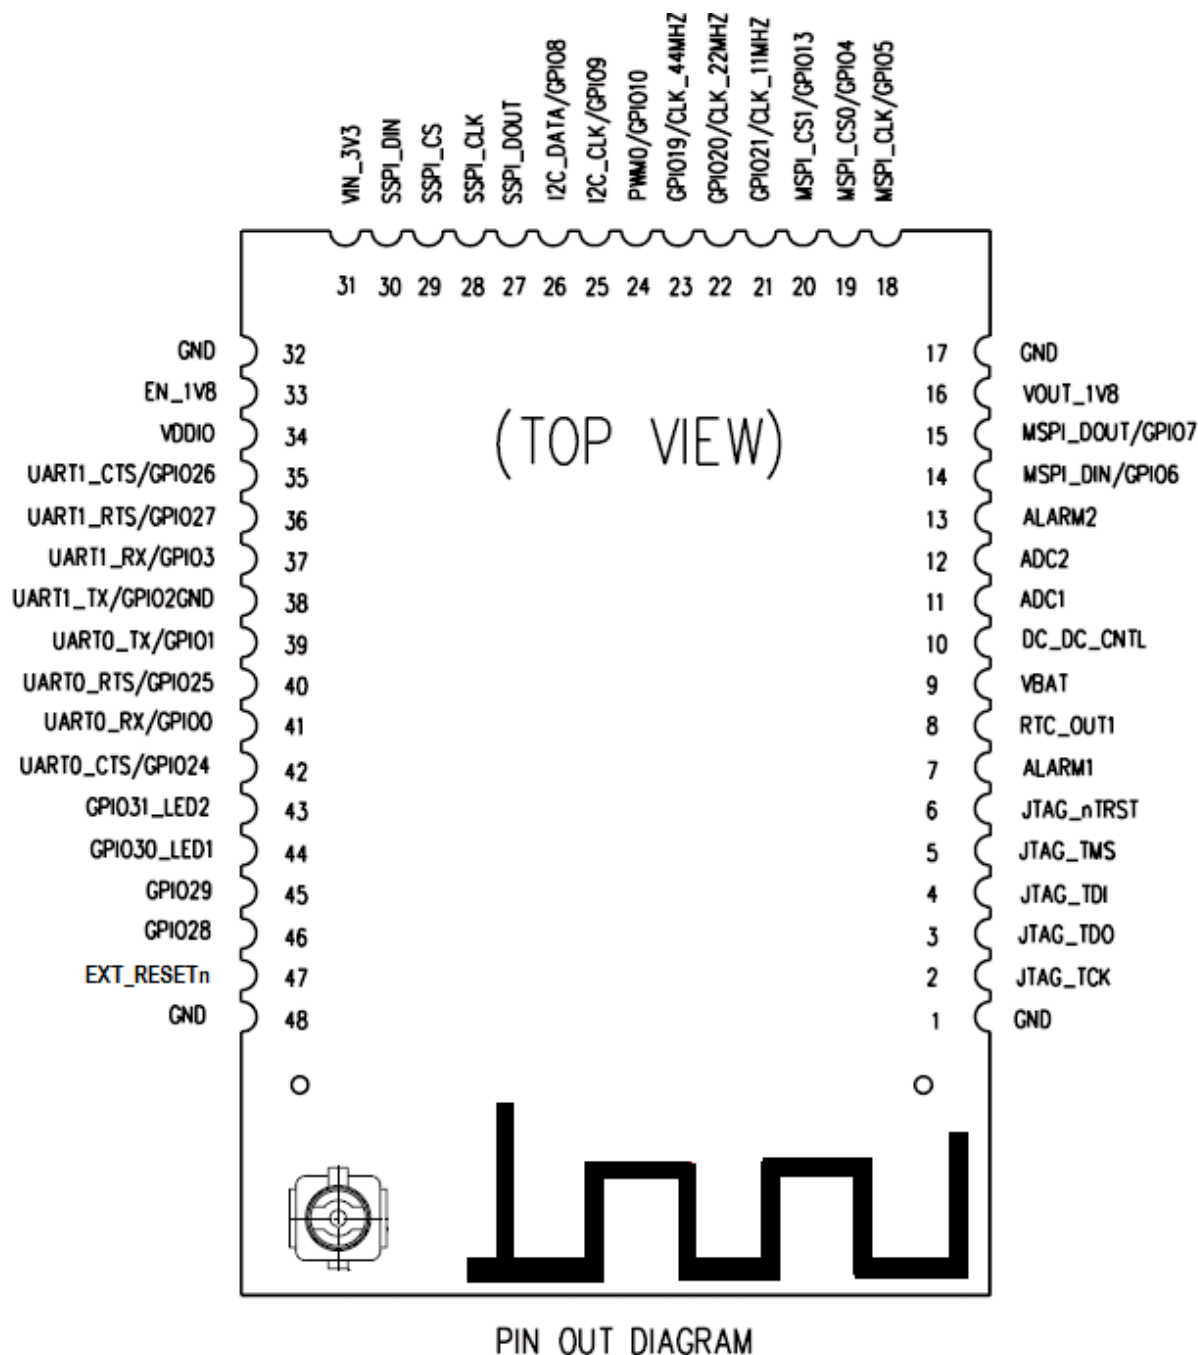 VIN_3V3
SSPI_DIN
SSPI_CS
SSPI_CLK
SSPI_DOUT
I2C_DATA/GPIO8
I2C_CLK/GPIO9
PWM0/GPIO10
GPIO19/CLK_44MHZ
GPIO20/CLK_22MHZ
GPIO21/CLK_11MHZ
MSPI_CS1/GPIO13
MSPI_CS0/GPIO4
MSPI_CLK/GPIO5
31 30 29 28 27 26 25 24 23 22 21 20 19 18
GND 32 17 GND
EN_1V8 33 16 VOUT_1V8
VDDIO 34 15 MSPI_DOUT/GPIO7
(TOP VIEW)
UART1_CTS/GPIO26 35 14 MSPI_DIN/GPIO6
UART1_RTS/GPIO27 36 13 ALARM2
UART1_RX/GPIO3 37 12 ADC2
UART1_TX/GPIO2GND 38 11 ADC1
UART0_TX/GPIO1 39 10 DC_DC_CNTL
UART0_RTS/GPIO25 40 9 VBAT
UART0_RX/GPIO0 41 8 RTC_OUT1
UART0_CTS/GPIO24 42 7 ALARM1
GPIO31_LED2 43 6 JTAG_nTRST
GPIO30_LED1 44 5 JTAG_TMS
GPIO29 45 4 JTAG_TDI
GPIO28 46 3 JTAG_TDO
EXT_RESETn 47 2 JTAG_TCK
GND 48 1 GND
PIN OUT DIAGRAM